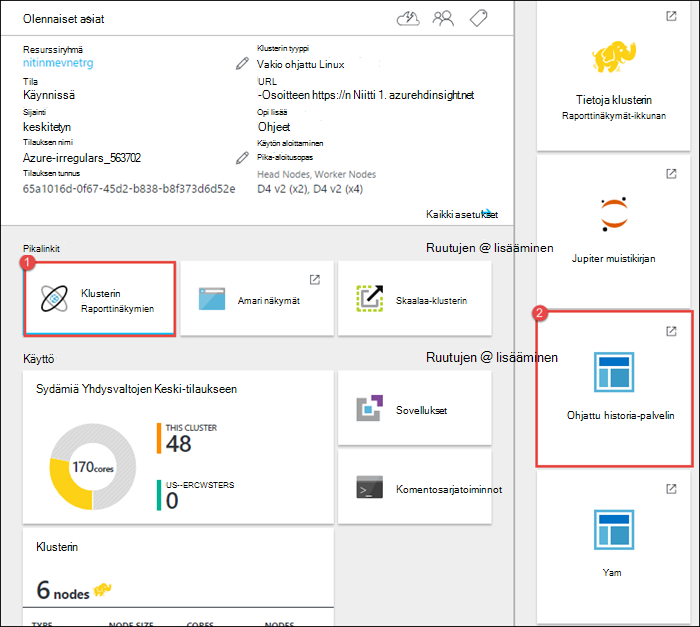 Olennaiset asiat
Resurssiryhmä
nitinmevnetrg
Tila
Käynnissä
Sijainti
keskitetyn
Tilauksen nimi
Azure-irregulars_563702
Tilauksen tunnus
65a1016d-0f67-45d2-b838-b8f373d6d52e
Klusterin tyyppi
Vakio ohjattu Linux
URL
-Osoitteen https://n Niitti 1. azurehdinsight.net
Opi lisää
Ohjeet
Käytön aloittaminen
Pika-aloitusopas
Head Nodes, Worker Nodes
D4 v2 (x2), D4 v2 (x4)
Kaikki asetukset
Pikalinkit
Ruutujen @ lisääminen
1
Klusterin
Raporttinäkymien
Amari näkymät
Skaalaa-klusterin
Käyttö
Ruutujen @ lisääminen
Sydämiä Yhdysvaltojen Keski-tilaukseen
170cores
THIS CLUSTER
48
US--ERCWSTERS
0
Sovellukset
Komentosarjatoiminnot
Klusterin
6 nodes
TYPE NODE SIZE CORES NODES
Tietoja klusterin
Raporttinäkymät-ikkunan
Jupiter muistikirjan
2
Ohjattu historia-palvelin
Yam